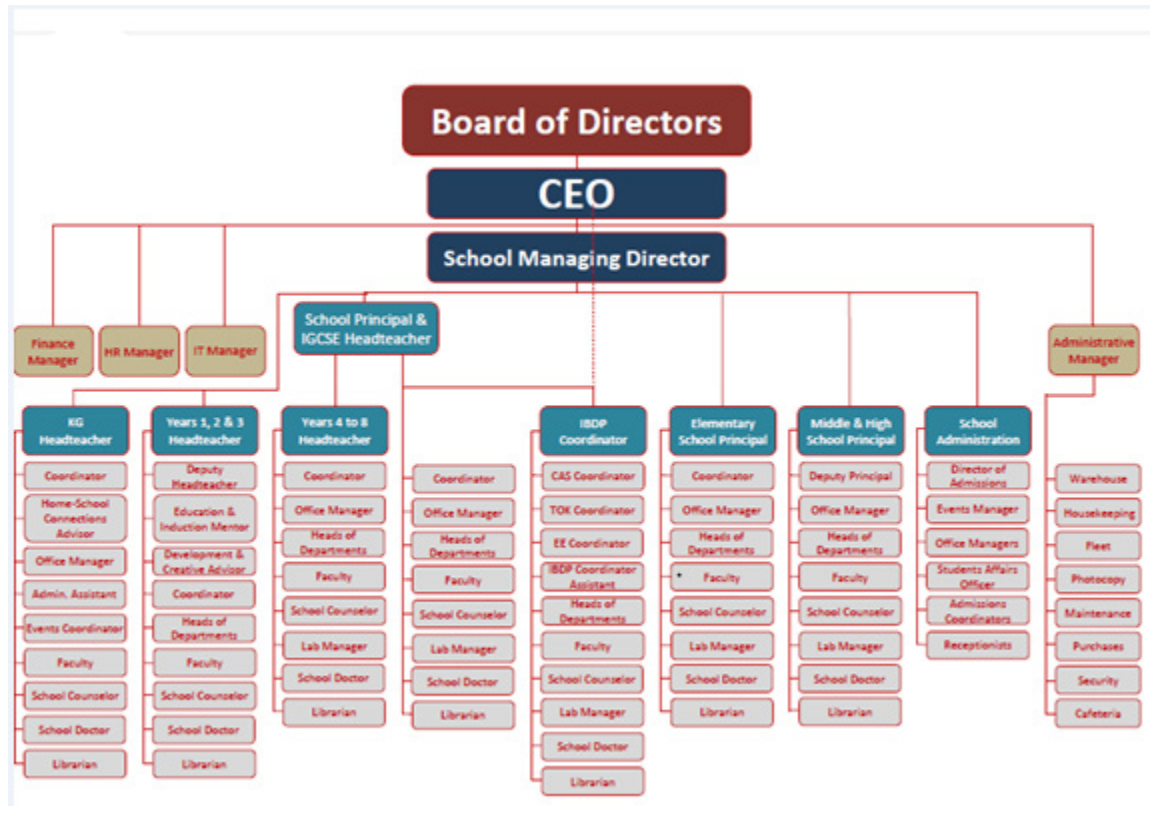 Board of Directors
CEO
School Managing Director
School Principal &
IGCSE Headteacher
Finance
Manager
HR Manager
IT Manager
Administrative
Manager
KG
Headteacher
Coordinator
Home-School
Connections
Advisor
Office Manager
Admin. Assistant
Events Coordinator
Faculty
School Counselor
School Doctor
Librarian
Years 1, 2 & 3
Headteacher
Deputy
Headteacher
Education &
Induction Mentor
Development &
Creative Advisor
Coordinator
Heads of
Departments
Faculty
School Counselor
School Doctor
Librarian
Years 4 to 8
Headteacher
Coordinator
Office Manager
Heads of
Departments
Faculty
School Counselor
Lab Manager
School Doctor
Librarian
Coordinator
Office Manager
Heads of
Departments
Faculty
School Counselor
Lab Manager
School Doctor
Librarian
IBDP
Coordinator
CAS Coordinator
TOK Coordinator
EE Coordinator
IBDP Coordinator
Assistant
Heads of
Departments
Faculty
School Counselor
Lab Manager
School Doctor
Librarian
Elementary
School Principal
Coordinator
Office Manager
Heads of
Departments
* Faculty
School Counselor
Lab Manager
School Doctor
Librarian
Middle & High
School Principal
Deputy Principal
Office Manager
Heads of
Departments
Faculty
School Counselor
Lab Manager
School Doctor
Librarian
School
Administration
Director of
Admissions
Events Manager
Office Managers
Students Affairs
Officer
Admissions
Coordinators
Receptionists
Warehouse
Housekeeping
Fleet
Photocopy
Maintenance
Purchases
Security
Cafeteria